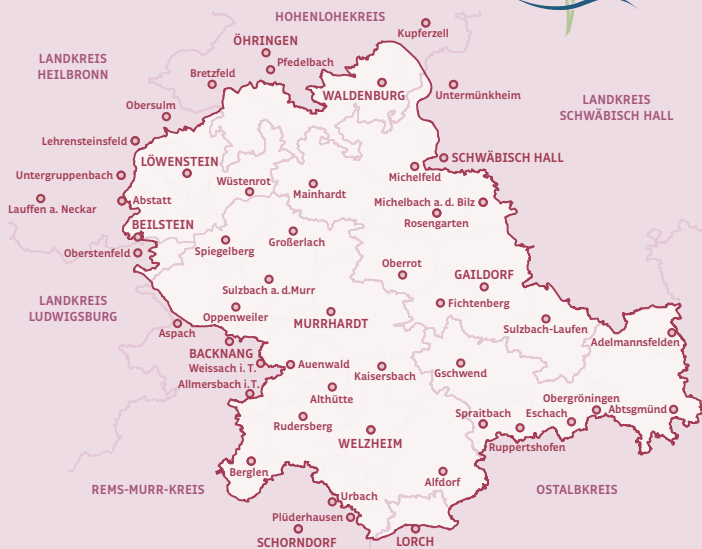 HOHENLOHEKREIS
Kupferzell
ÖHRINGEN
LANDKREIS
HEILBRONN
Pfedelbach
Bretzfeld
WALDENBURG
Untermünkheim
LANDKREIS
SCHWÄBISCH HALL
Obersulm
Lehrensteinsfeld
LÖWENSTEIN
SCHWÄBISCH HALL
Michelfeld
Untergruppenbach
Wüstenrot
Mainhardt
Abstatt
Michelbach a. d. Bilz
Lauffen a. Neckar
Rosengarten
BEILSTEIN
Großerlach
Spiegelberg
Oberstenfeld
Oberrot
GAILDORF
Sulzbach a. d.Murr
LANDKREIS
LUDWIGSBURG
Fichtenberg
Oppenweiler
MURRHARDT
Sulzbach-Laufen
Aspach
Adelmannsfelden
BACKNANG
Weissach i. T.
Auenwald
Kaisersbach
Gschwend
Allmersbach i.T.
Althütte
Obergröningen
Spraitbach
Eschach
Abtsgmünd
Rudersberg
WELZHEIM
Ruppertshofen
Berglen
Alfdorf
REMS-MURR-KREIS
OSTALBKREIS
Urbach
Plüderhausen
SCHORNDORF
LORCH